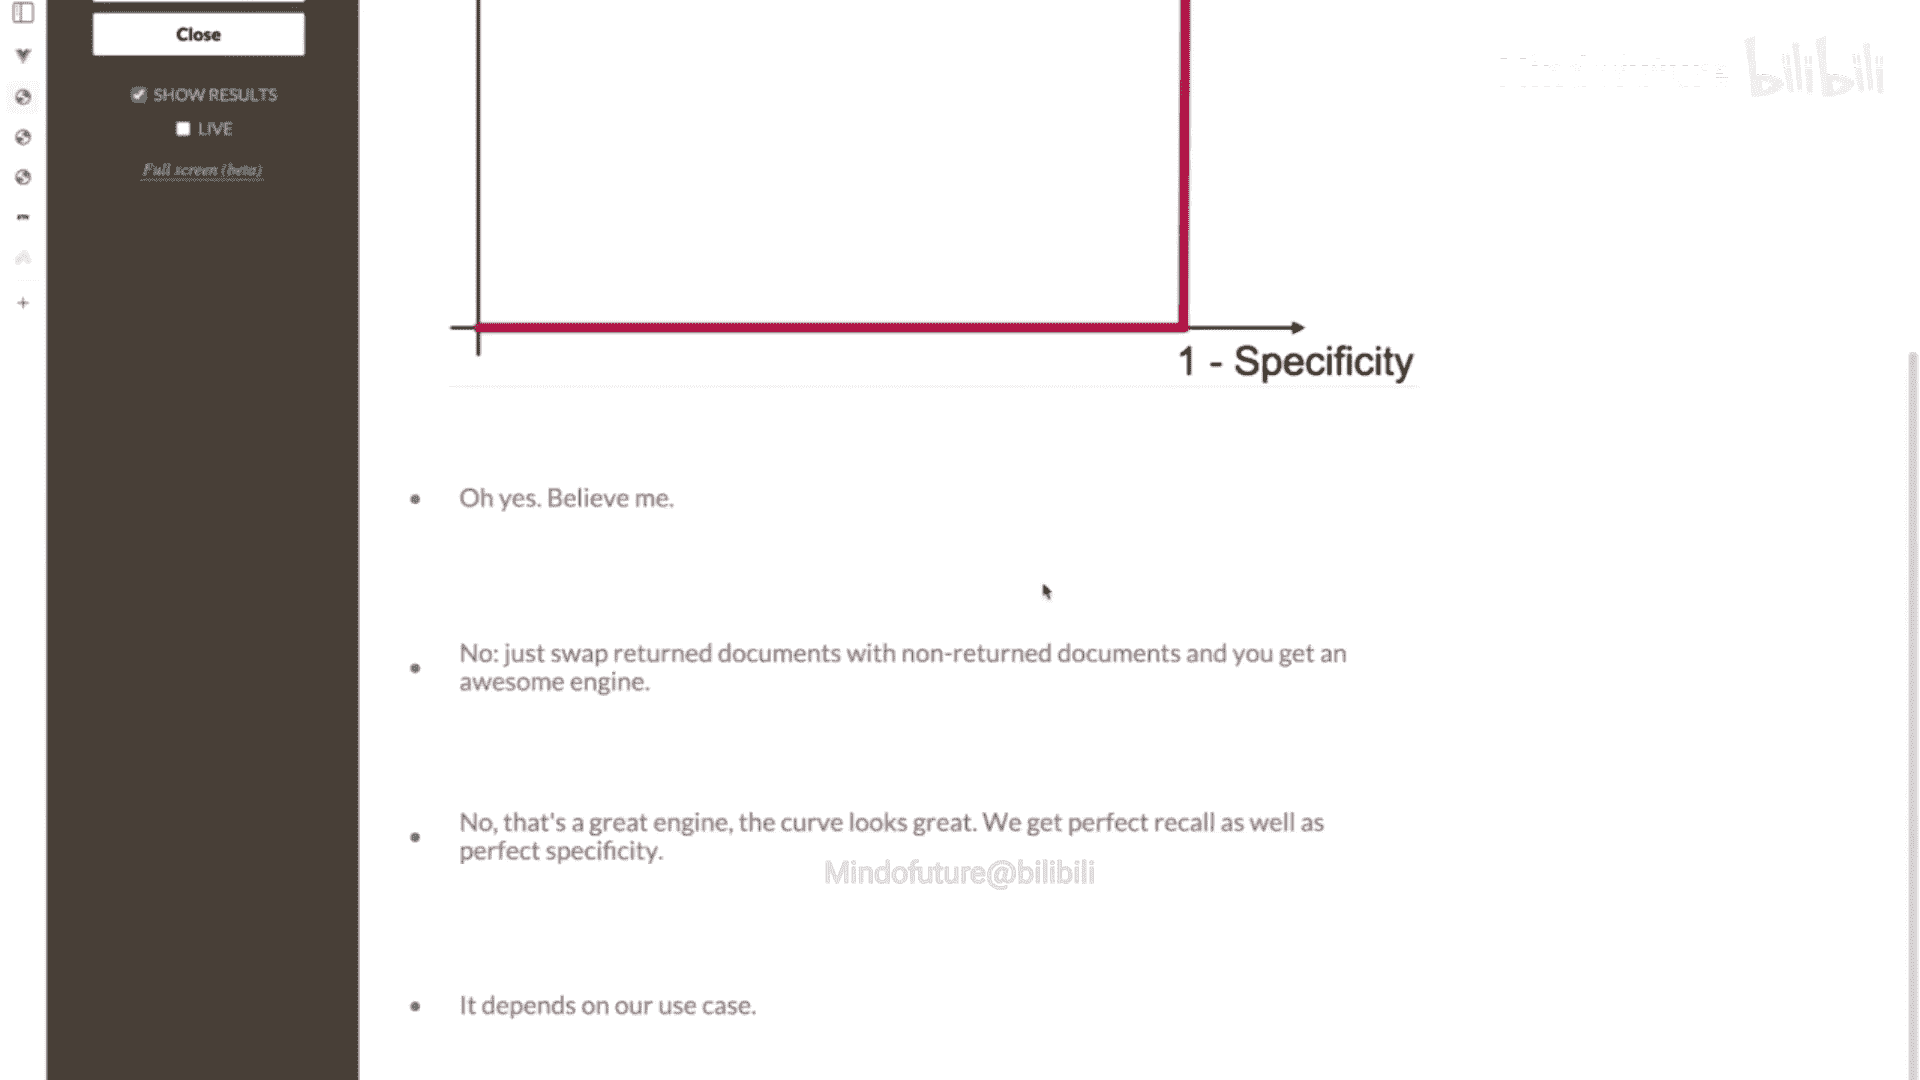 Close
SHOW RESULTS
LIVE
Full screen (beta)
bilibili
1 - Specificity
Oh yes. Believe me.
No: just swap returned documents with non-returned documents and you get an
awesome engine.
No, that's a great engine, the curve looks great. We get perfect recall as well as
perfect specificity.
Mindofuture@bilibili
It depends on our use case.